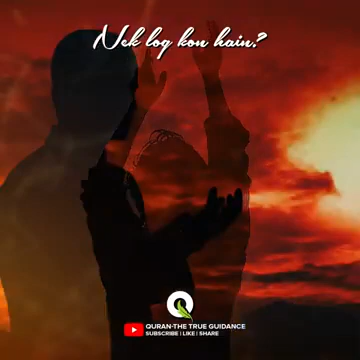 Nek log kon hain?
QURAN-THE TRUE GUIDANCE
SUBSCRIBE | LIKE | SHARE